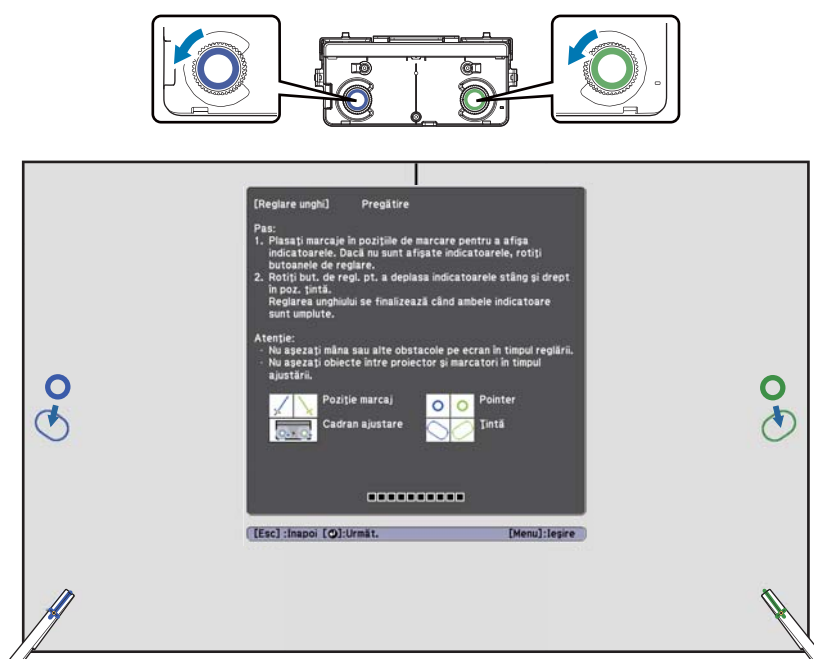 [Reglare unghi] Pregătire
Pas:
1. Plasați marcaje în pozițiile de marcare pentru a afișa
indicatoarele. Dacă nu sunt afișate indicatoarele, rotiți
butoanele de reglare.
2. Rotiți but. de regl. pt. a deplasa indicatoarele stâng și drept
în poz. țintă.
Reglarea unghiului se finalizează când ambele indicatoare
sunt umplute.
Atenție:
- Nu așezați mâna sau alte obstacole pe ecran în timpul reglării.
- Nu așezați obiecte între proiector și marcatori în timpul
ajustării.
Poziție marcaj
Pointer
Cadran ajustare
Țintă
[Esc] :Înapoi [⏎]:Următ. [Menu]:Ieșire